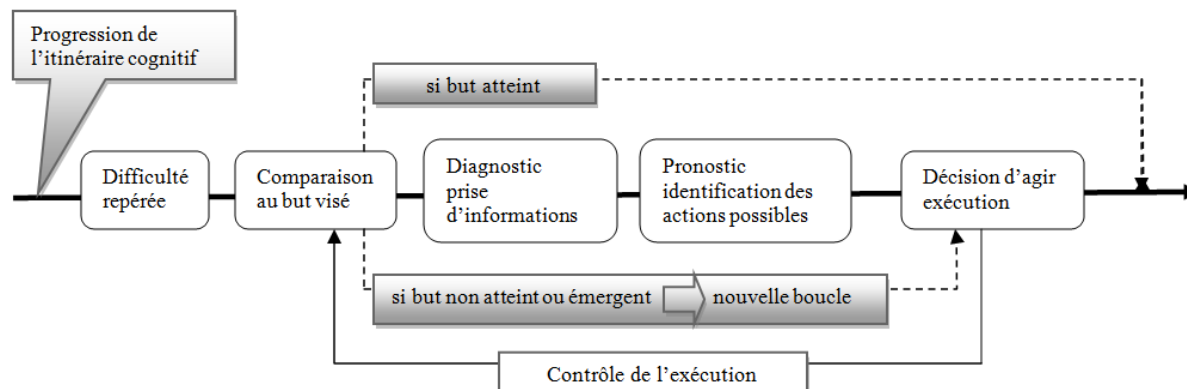 Progression de
l'itinéraire cognitif
si but atteint
Difficulté
repérée
Comparaison
au but visé
Diagnostic
prise
d'informations
Pronostic
identification des
actions possibles
Décision d'agir
exécution
si but non atteint ou émergent
nouvelle boucle
Contrôle de l'exécution